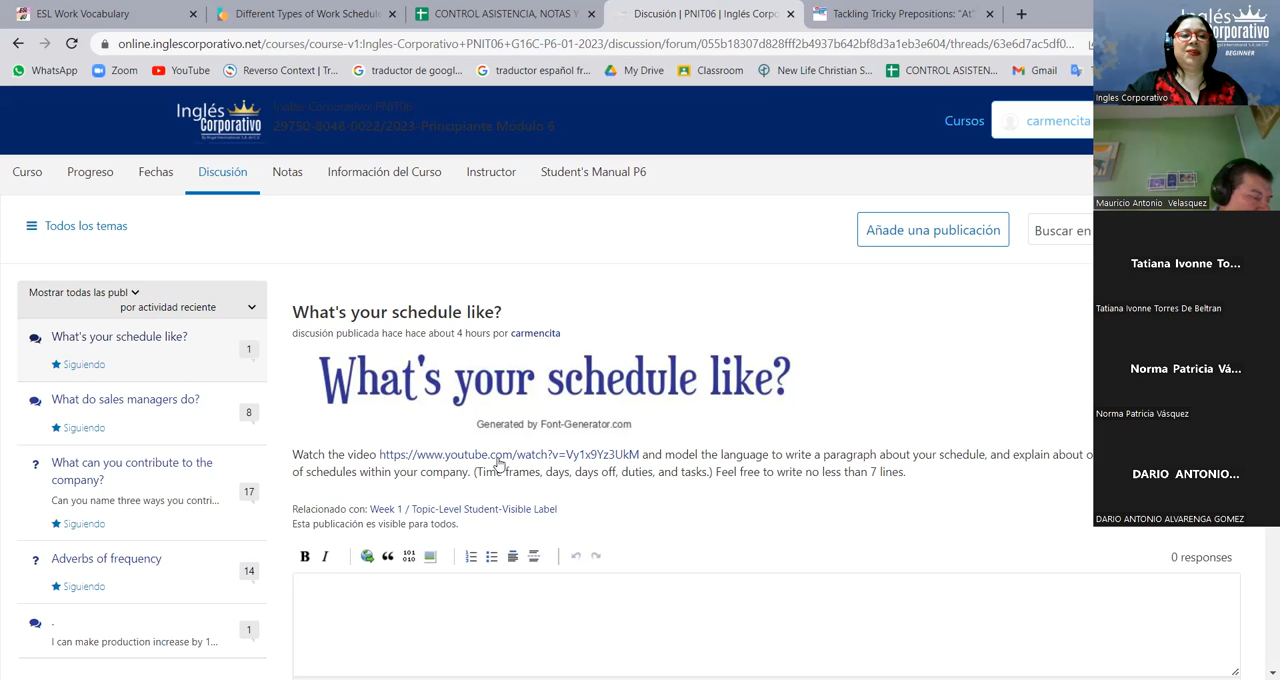 ESL Work Vocabulary
Different Types of Work Schedule
CONTROL ASISTENCIA, NOTAS Y
Discusión | PNIT06 | Inglés Corpo
Tackling Tricky Prepositions: "At"
online.inglescorporativo.net/courses/course-v1:Ingles-Corporativo+PNIT06+G16C-P6-01-2023/discussion/forum/055b18307d828fff2b4937b642bf8d3a1eb3e604/threads/63e6d7ac5df0...
WhatsApp
Zoom
YouTube
Reverso Context | Tr...
traductor de googl...
traductor español fr...
My Drive
Classroom
New Life Christian S...
CONTROL ASISTEN...
Gmail
Inglés
Corporativo
BEGINNER
Ingles Corporativo
Inglés
Corporativo
Ingles Corporativo: PNIT06
29750-8048-0022/2023-Principiante Modulo 6
Cursos
carmencita
Curso
Progreso
Fechas
Discusión
Notas
Información del Curso
Instructor
Student's Manual P6
Mauricio Antonio Velasquez
Todos los temas
Añade una publicación
Buscar en
Tatiana Ivonne To...
Tatiana Ivonne Torres De Beltran
Mostrar todas las publ
por actividad reciente
What's your schedule like?
1
Siguiendo
What do sales managers do?
8
Siguiendo
What can you contribute to the
company?
17
Can you name three ways you contri...
Siguiendo
Adverbs of frequency
14
Siguiendo
.
I can make production increase by 1...
1
What's your schedule like?
discusión publicada hace hace about 4 hours por carmencita
What's your schedule like?
Generated by Font-Generator.com
Watch the video https://www.youtube.com/watch?v=Vy1x9Yz3UkM and model the language to write a paragraph about your schedule, and explain about o
of schedules within your company. (Time frames, days, days off, duties, and tasks.) Feel free to write no less than 7 lines.
Relacionado con: Week 1 / Topic-Level Student-Visible Label
Esta publicación es visible para todos.
B I
0 responses
Norma Patricia Vá...
Norma Patricia Vásquez
DARIO ANTONIO...
DARIO ANTONIO ALVARENGA GOMEZ